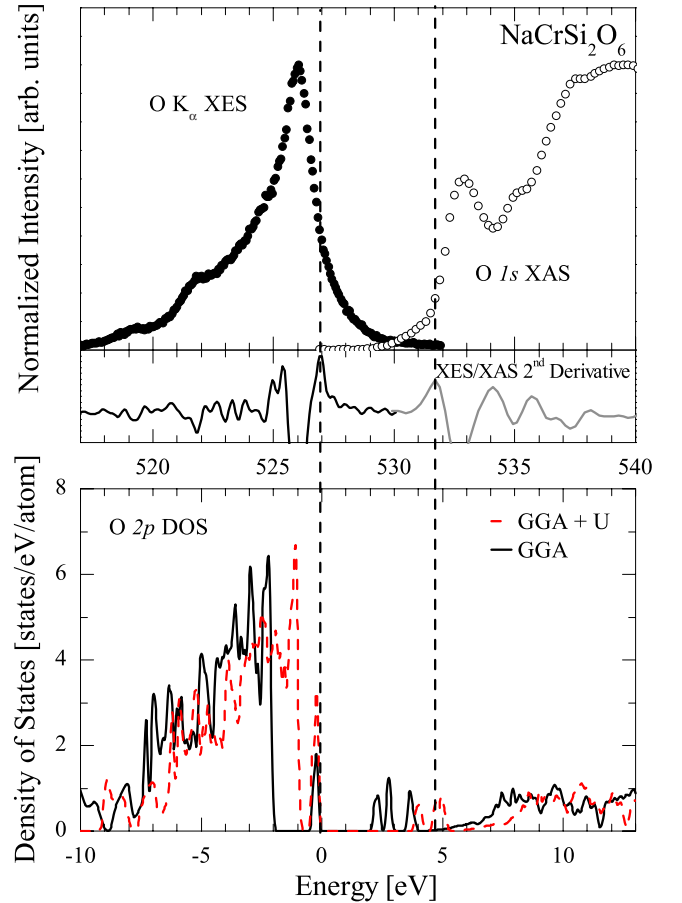 NaCrSi₂O₆
O Kα XES
O 1s XAS
Normalized Intensity [arb. units]
XES/XAS 2nd Derivative
520 525 530 535 540
8
6
4
2
0
O 2p DOS
GGA + U
GGA
Density of States [states/eV/atom]
-10 -5 0 5 10
Energy [eV]